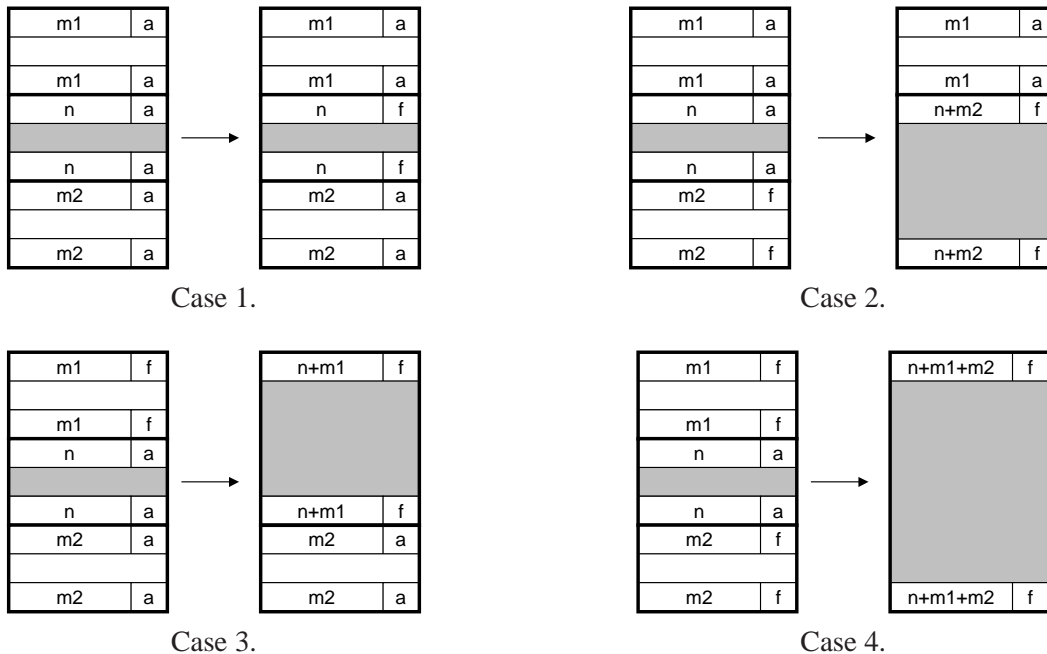 m1 a
m1 a
n a
n a
m2 a
m2 a
m1 a
m1 a
n f
n f
m2 a
m2 a
Case 1.
m1 a
m1 a
n a
n a
m2 f
m2 f
m1 a
m1 a
n+m2 f
n+m2 f
Case 2.
m1 f
m1 f
n a
n a
m2 a
m2 a
n+m1 f
n+m1 f
m2 a
m2 a
Case 3.
m1 f
m1 f
n a
n a
m2 f
m2 f
n+m1+m2 f
n+m1+m2 f
Case 4.